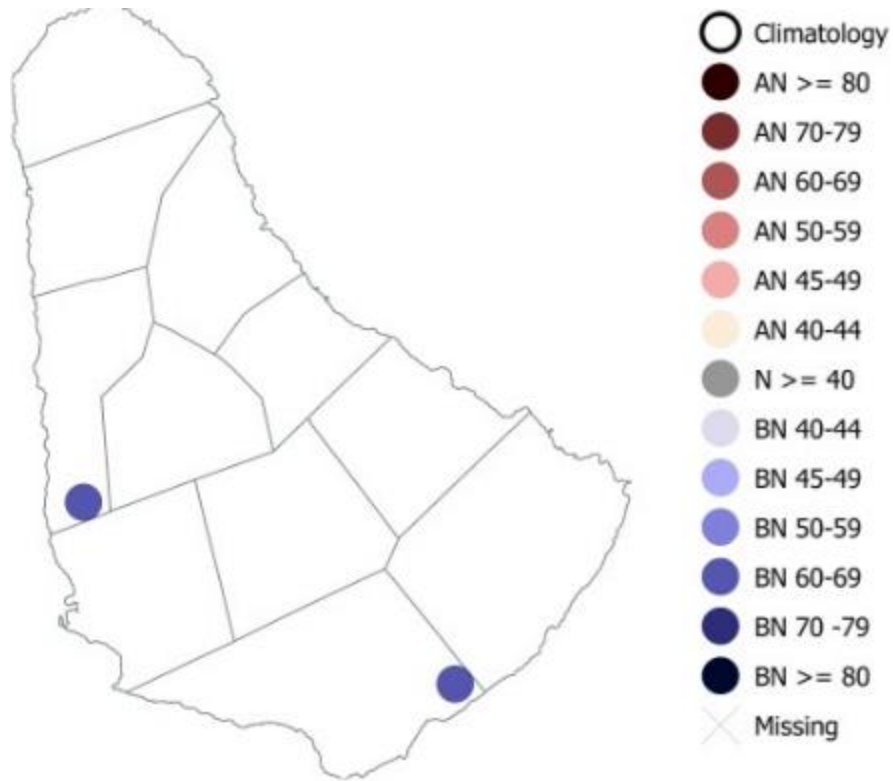 Climatology
AN >= 80
AN 70-79
AN 60-69
AN 50-59
AN 45-49
AN 40-44
N >= 40
BN 40-44
BN 45-49
BN 50-59
BN 60-69
BN 70 -79
BN >= 80
Missing